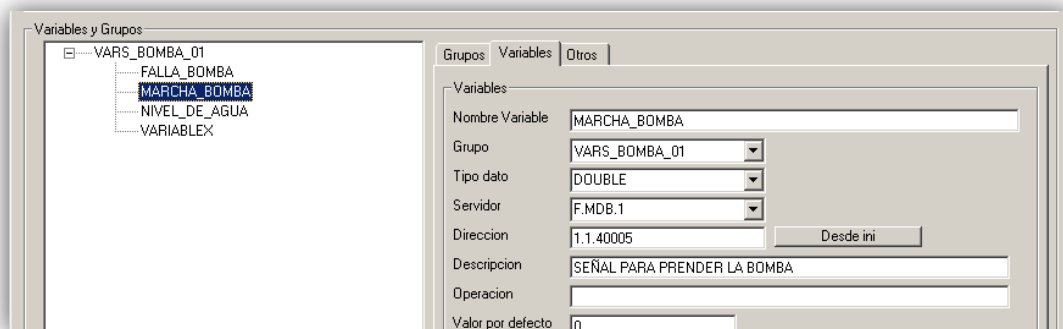 Variables y Grupos
VARS_BOMBA_01
FALLA_BOMBA
MARCHA_BOMBA
NIVEL_DE_AGUA
VARIABLEX
Grupos Variables Otros
Variables
Nombre Variable MARCHA_BOMBA
Grupo VARS_BOMBA_01
Tipo dato DOUBLE
Servidor F.MDB.1
Direccion 1.1.40005 Desde ini
Descripcion SEÑAL PARA PRENDER LA BOMBA
Operacion
Valor por defecto 0